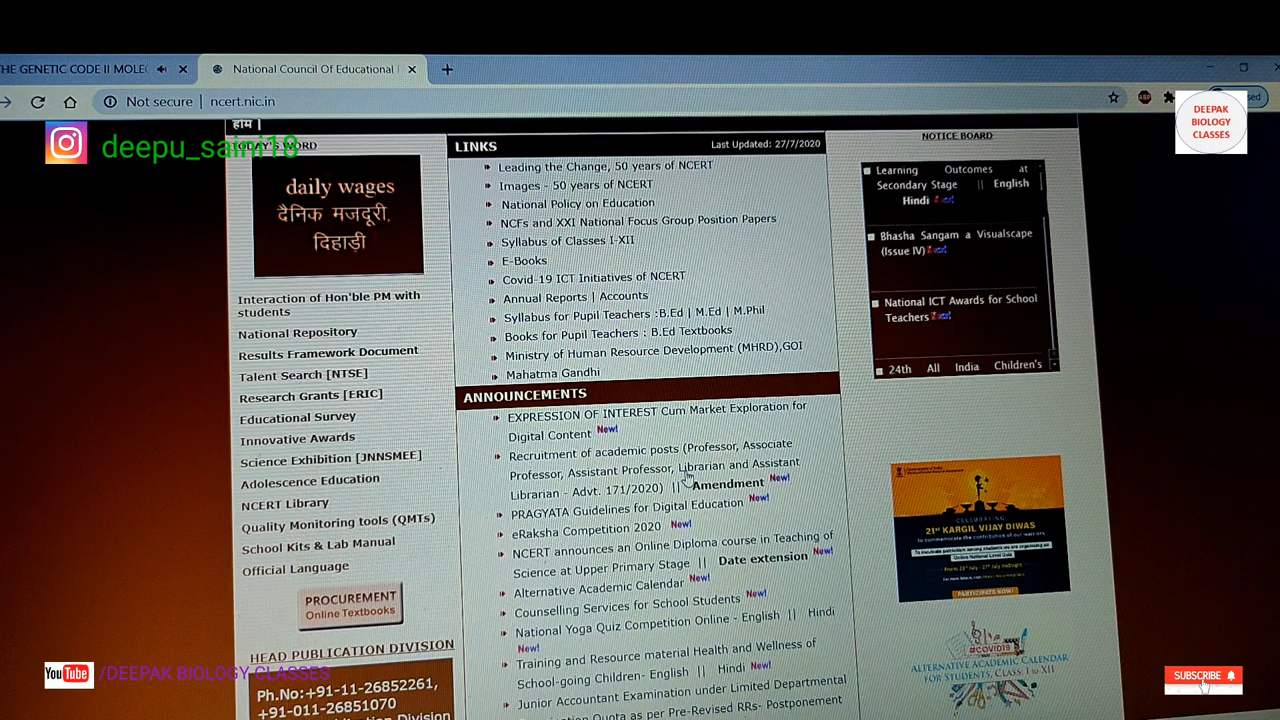 THE GENETIC CODE II MOLEC
National Council Of Educational
Not secure | ncert.nic.in
DEEPAK
BIOLOGY
CLASSES
deepu_saini18
TODAY'S WORD
daily wages
दैनिक मजदूरी,
दिहाड़ी
Interaction of Hon'ble PM with
students
National Repository
Results Framework Document
Talent Search [NTSE]
Research Grants [ERIC]
Educational Survey
Innovative Awards
Science Exhibition [JNNSMEE]
Adolescence Education
NCERT Library
Quality Monitoring tools (QMTs)
School Kits & Lab Manual
Official Language
PROCUREMENT
Online Textbooks
HEAD PUBLICATION DIVISION
Ph.No:+91-11-26852261,
+91-011-26851070
Division
LINKS
Last Updated: 27/7/2020
Leading the Change, 50 years of NCERT
Images - 50 years of NCERT
National Policy on Education
NCFs and XXI National Focus Group Position Papers
Syllabus of Classes I-XII
E-Books
Covid-19 ICT Initiatives of NCERT
Annual Reports | Accounts
Syllabus for Pupil Teachers :B.Ed | M.Ed | M.Phil
Books for Pupil Teachers : B.Ed Textbooks
Ministry of Human Resource Development (MHRD),GOI
Mahatma Gandhi
ANNOUNCEMENTS
EXPRESSION OF INTEREST Cum Market Exploration for
Digital Content New!
Recruitment of academic posts (Professor, Associate
Professor, Assistant Professor, Librarian and Assistant
Librarian - Advt. 171/2020) || Amendment New!
PRAGYATA Guidelines for Digital Education New!
eRaksha Competition 2020 New!
NCERT announces an Online Diploma course in Teaching of
Science at Upper Primary Stage || Date extension New!
Alternative Academic Calendar New!
Counselling Services for School Students New!
National Yoga Quiz Competition Online - English || Hindi
New!
Training and Resource material Health and Wellness of
School-going Children- English || Hindi New!
Junior Accountant Examination under Limited Departmental
Quota as per Pre-Revised RRs- Postponement
NOTICE BOARD
Learning Outcomes at
Secondary Stage || English
Hindi
Bhasha Sangam a Visualscape
(Issue IV)
National ICT Awards for School
Teachers
24th All India Children's
CELEBRATING
21ST KARGIL VIJAY DIWAS
PARTICIPATE NOW!
#COVID19
ALTERNATIVE ACADEMIC CALENDAR
FOR STUDENTS, CLASS, I TO XII
YouTube /DEEPAK BIOLOGY CLASSES
SUBSCRIBE